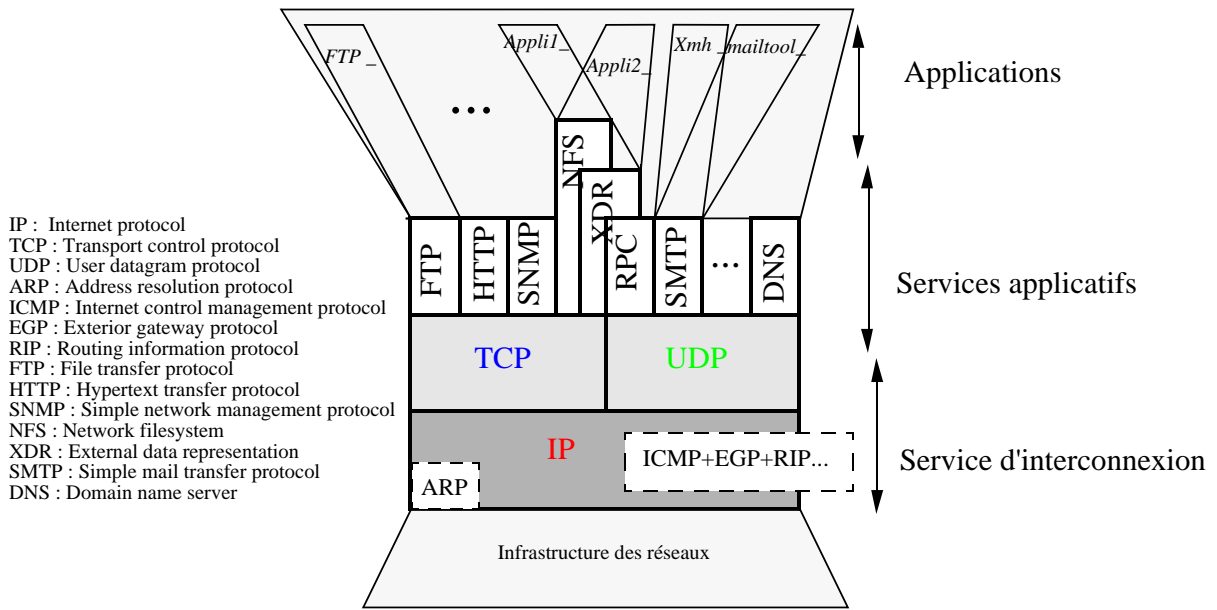 FTP _
Appli1_
Appli2_
Xmh _
mailtool_
Applications
...
NFS
XDR
FTP
HTTP
SNMP
RPC
SMTP
...
DNS
Services applicatifs
IP :  Internet protocol
TCP : Transport control protocol
UDP : User datagram protocol
ARP : Address resolution protocol
ICMP : Internet control management protocol
EGP : Exterior gateway protocol
RIP : Routing information protocol
FTP : File transfer protocol
HTTP : Hypertext transfer protocol
SNMP : Simple network management protocol
NFS : Network filesystem
XDR : External data representation
SMTP : Simple mail transfer protocol
DNS : Domain name server
TCP
UDP
IP
ICMP+EGP+RIP...
ARP
Service d'interconnexion
Infrastructure des réseaux